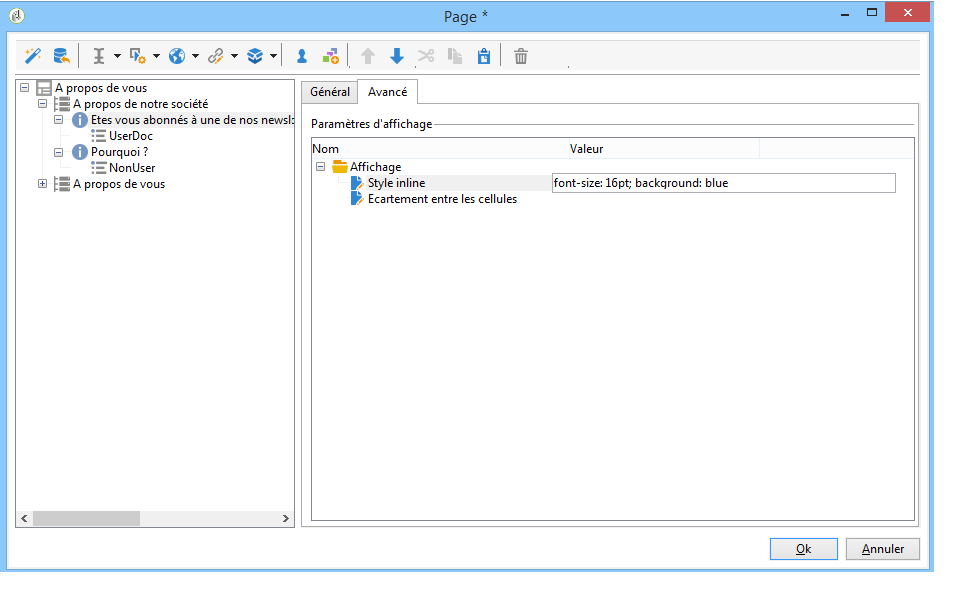 Page *
A propos de vous
A propos de notre société
Etes vous abonnés à une de nos newsl
UserDoc
Pourquoi ?
NonUser
A propos de vous
Général
Avancé
Paramètres d'affichage
Nom
Valeur
Affichage
Style inline
font-size: 16pt; background: blue
Ecartement entre les cellules
Ok
Annuler